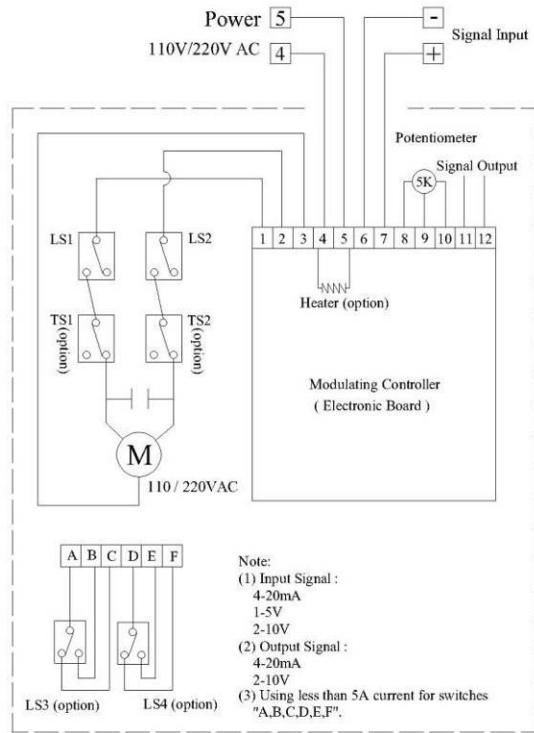 Power 5 -
110V/220V AC 4 + Signal Input
Potentiometer
5K Signal Output
1 2 3 4 5 6 7 8 9 10 11 12
LS1 LS2
TS1 (option) TS2 (option)
Heater (option)
Modulating Controller
( Electronic Board )
M
110 / 220VAC
A B C D E F
LS3 (option) LS4 (option)
Note:
(1) Input Signal :
4-20mA
1-5V
2-10V
(2) Output Signal :
4-20mA
2-10V
(3) Using less than 5A current for switches
"A,B,C,D,E,F".